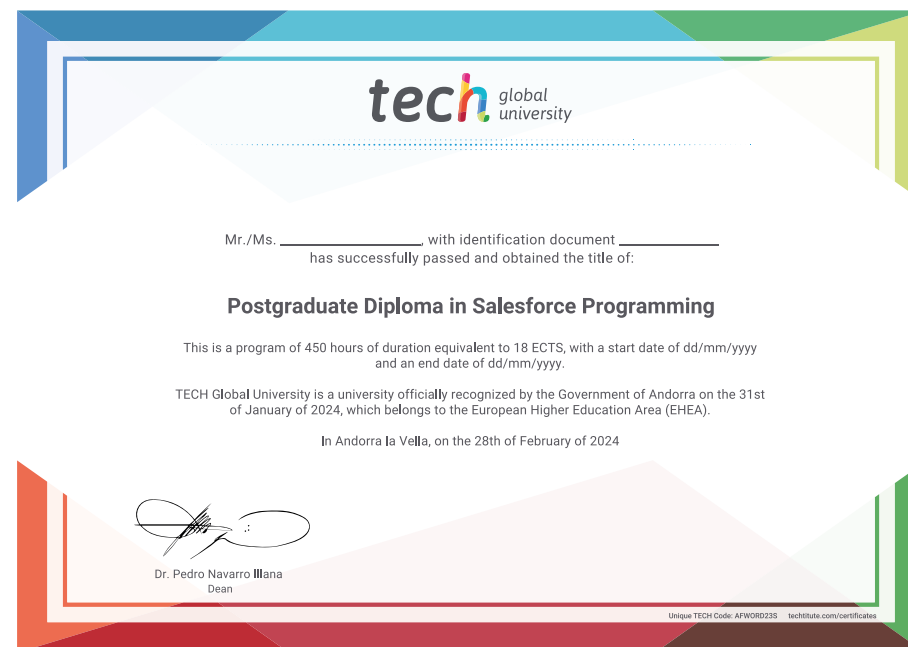 tech global
university
Mr./Ms. ____________________, with identification document ______________
has successfully passed and obtained the title of:
Postgraduate Diploma in Salesforce Programming
This is a program of 450 hours of duration equivalent to 18 ECTS, with a start date of dd/mm/yyyy
and an end date of dd/mm/yyyy.
TECH Global University is a university officially recognized by the Government of Andorra on the 31st
of January of 2024, which belongs to the European Higher Education Area (EHEA).
In Andorra la Vella, on the 28th of February of 2024
Dr. Pedro Navarro Illana
Dean
Unique TECH Code: AFWORD23S techtitute.com/certificates